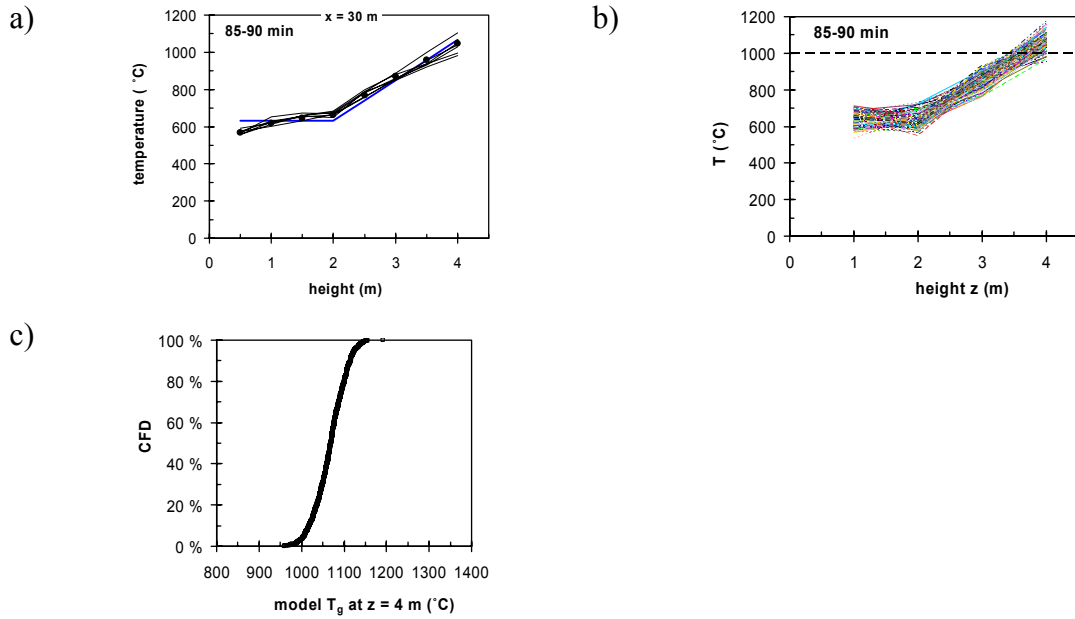 a)
x = 30 m
85-90 min
temperature ( ˚C)
1200
1000
800
600
400
200
0
0 1 2 3 4
height (m)
b)
85-90 min
T (˚C)
1200
1000
800
600
400
200
0
0 1 2 3 4
height z (m)
c)
CFD
100 %
80 %
60 %
40 %
20 %
0 %
800 900 1000 1100 1200 1300 1400
model Tg at z = 4 m (˚C)